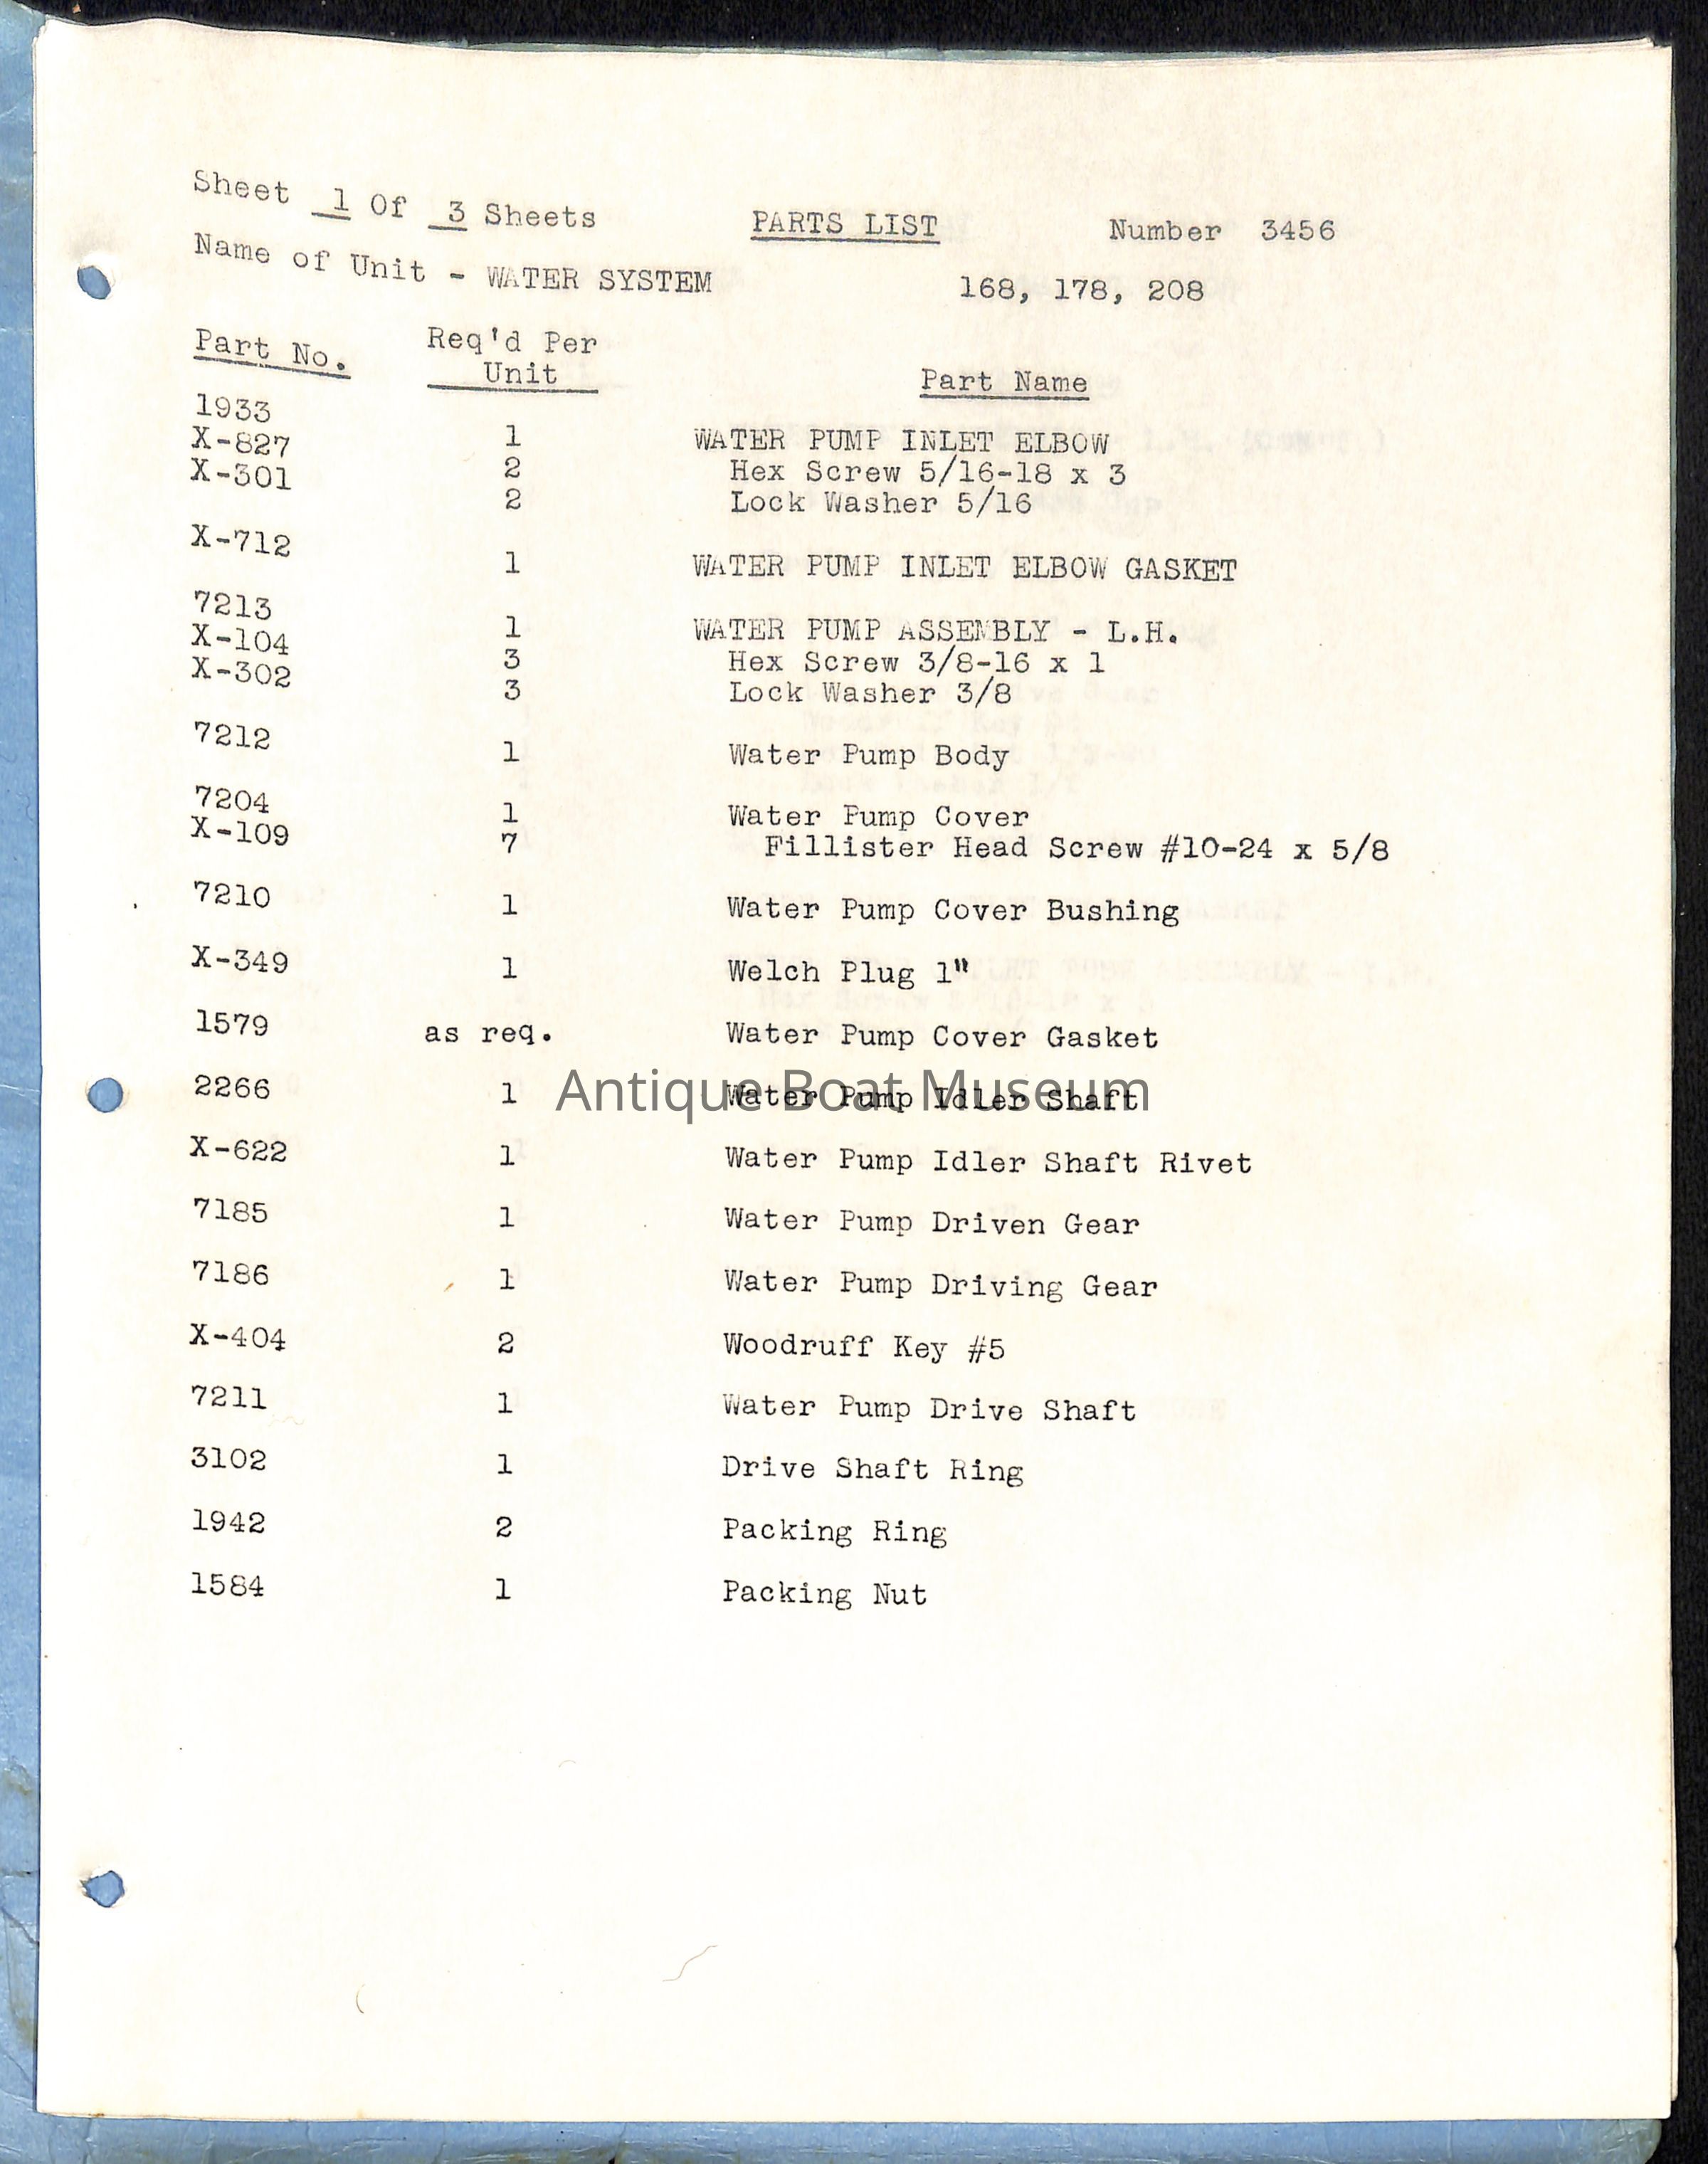 Sheet 1 Of 3 Sheets PARTS LIST Number 3456
Name of Unit - WATER SYSTEM 168, 178, 208
Part No. Req'd Per Unit Part Name
1933 1 WATER PUMP INLET ELBOW
X-827 2 Hex Screw 5/16-18 x 3
X-301 2 Lock Washer 5/16
X-712 1 WATER PUMP INLET ELBOW GASKET
7213 1 WATER PUMP ASSEMBLY - L.H.
X-104 3 Hex Screw 3/8-16 x 1
X-302 3 Lock Washer 3/8
7212 1 Water Pump Body
7204 1 Water Pump Cover
X-109 7 Fillister Head Screw #10-24 x 5/8
7210 1 Water Pump Cover Bushing
X-349 1 Welch Plug 1"
1579 as req. Water Pump Cover Gasket
2266 1 Water Pump Idler Shaft
Antique Boat Museum
X-622 1 Water Pump Idler Shaft Rivet
7185 1 Water Pump Driven Gear
7186 1 Water Pump Driving Gear
X-404 2 Woodruff Key #5
7211 1 Water Pump Drive Shaft
3102 1 Drive Shaft Ring
1942 2 Packing Ring
1584 1 Packing Nut